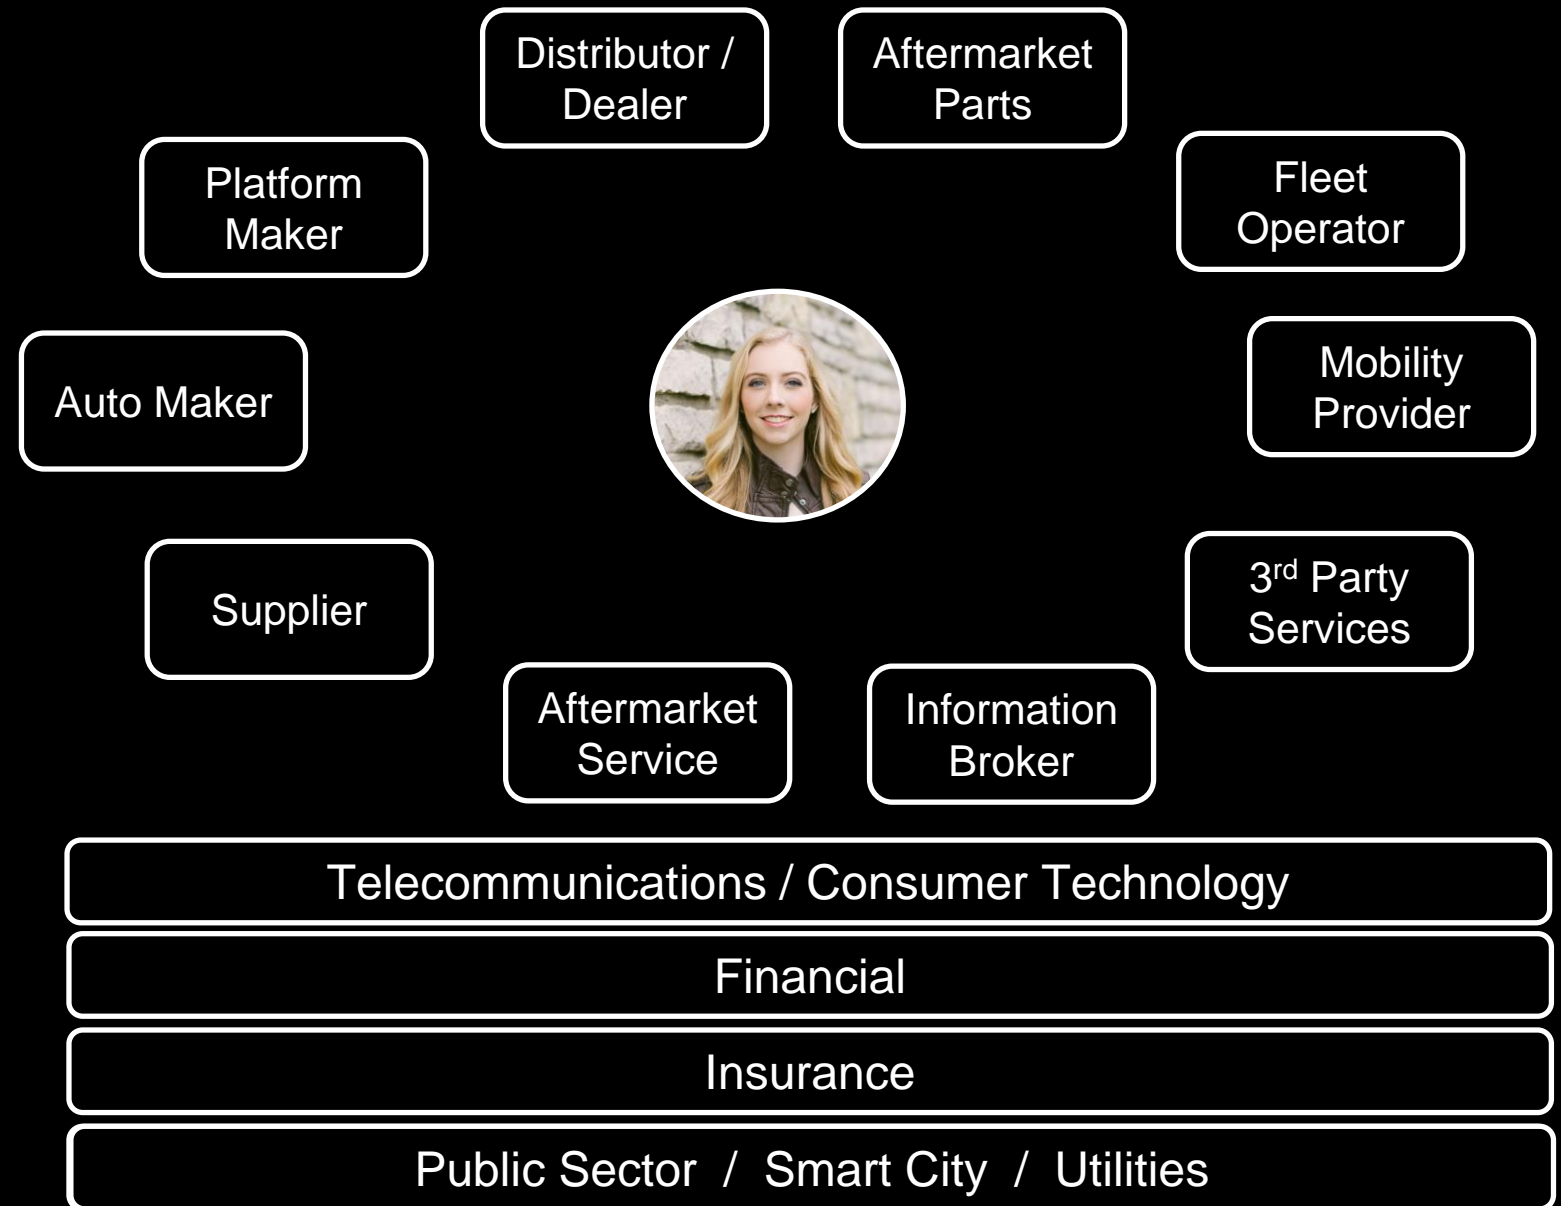 Distributor /
Dealer
Aftermarket
Parts
Platform
Maker
Fleet
Operator
Auto Maker
Mobility
Provider
Supplier
3rd Party
Services
Aftermarket
Service
Information
Broker
Telecommunications / Consumer Technology
Financial
Insurance
Public Sector / Smart City / Utilities